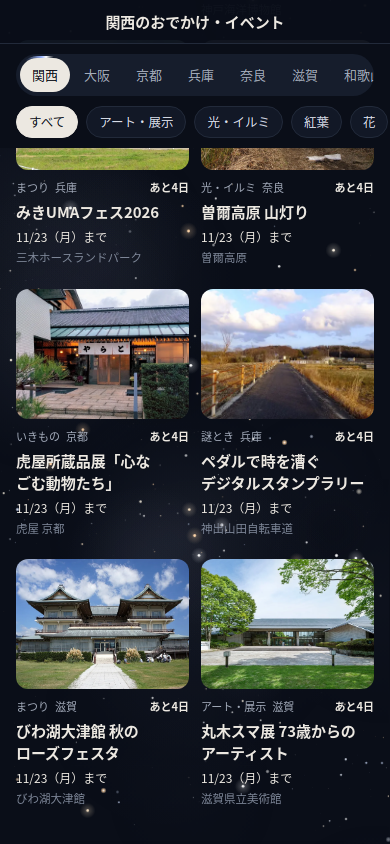 関西のおでかけ・イベント
関西 大阪 京都 兵庫 奈良 滋賀 和歌
すべて アート・展示 光・イルミ 紅葉 花
まつり 兵庫 あと4日
みきUMAフェス2026
11/23（月）まで
三木ホースランドパーク
光・イルミ 奈良 あと4日
曽爾高原 山灯り
11/23（月）まで
曽爾高原
やらと
いきもの 京都 あと4日
虎屋所蔵品展「心な
ごむ動物たち」
11/23（月）まで
虎屋 京都
謎とき 兵庫 あと4日
ペダルで時を漕ぐ
デジタルスタンプラリー
11/23（月）まで
神出山田自転車道
まつり 滋賀 あと4日
びわ湖大津館 秋の
ローズフェスタ
11/23（月）まで
びわ湖大津館
アート・展示 滋賀 あと4日
丸木スマ展 73歳からの
アーティスト
11/23（月）まで
滋賀県立美術館